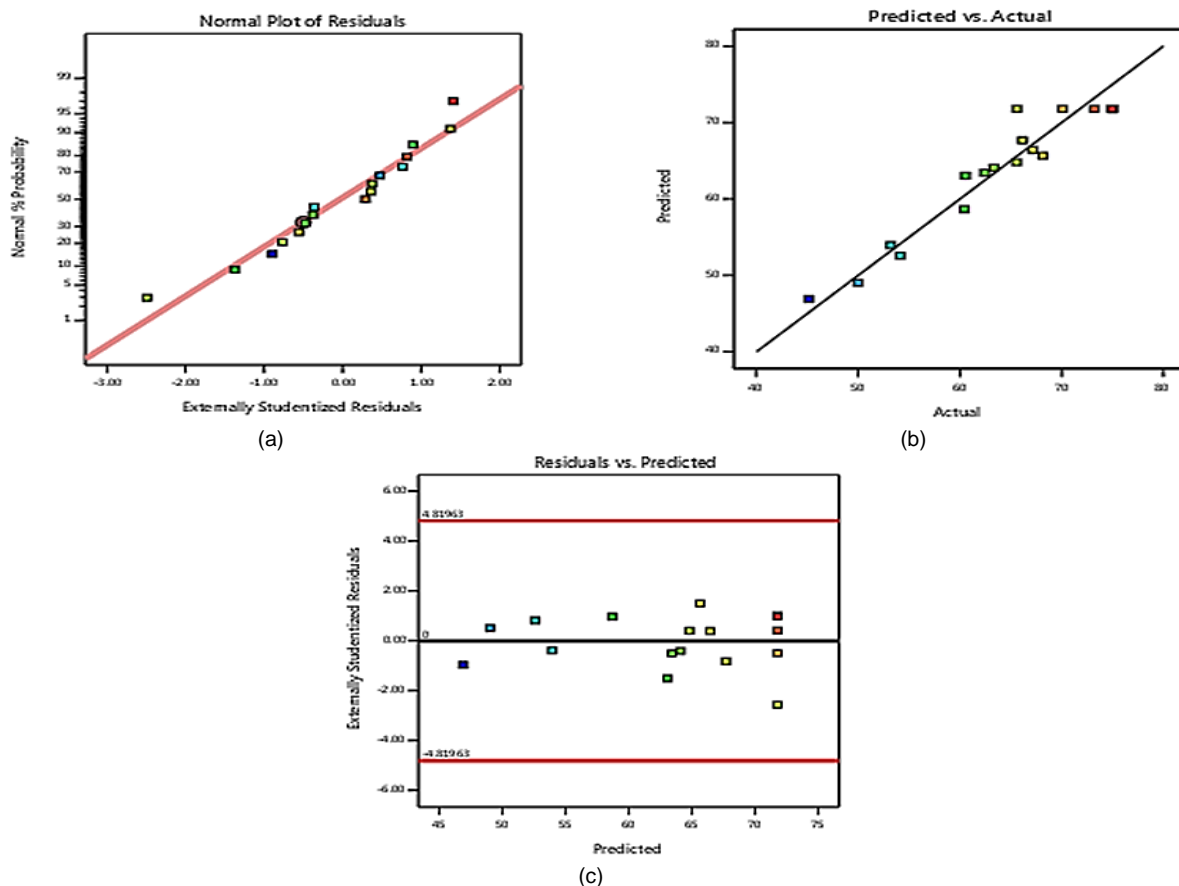 Normal Plot of Residuals
Normal % Probability
99
95
90
80
70
50
30
20
10
5
1
-3.00 -2.00 -1.00 0.00 1.00 2.00
Externally Studentized Residuals
(a)
Predicted vs. Actual
Predicted
80
70
60
50
40
40 50 60 70 80
Actual
(b)
Residuals vs. Predicted
Externally Studentized Residuals
6.00
4.81963
4.00
2.00
0
0.00
-2.00
-4.00
-4.81963
-6.00
45 50 55 60 65 70 75
Predicted
(c)